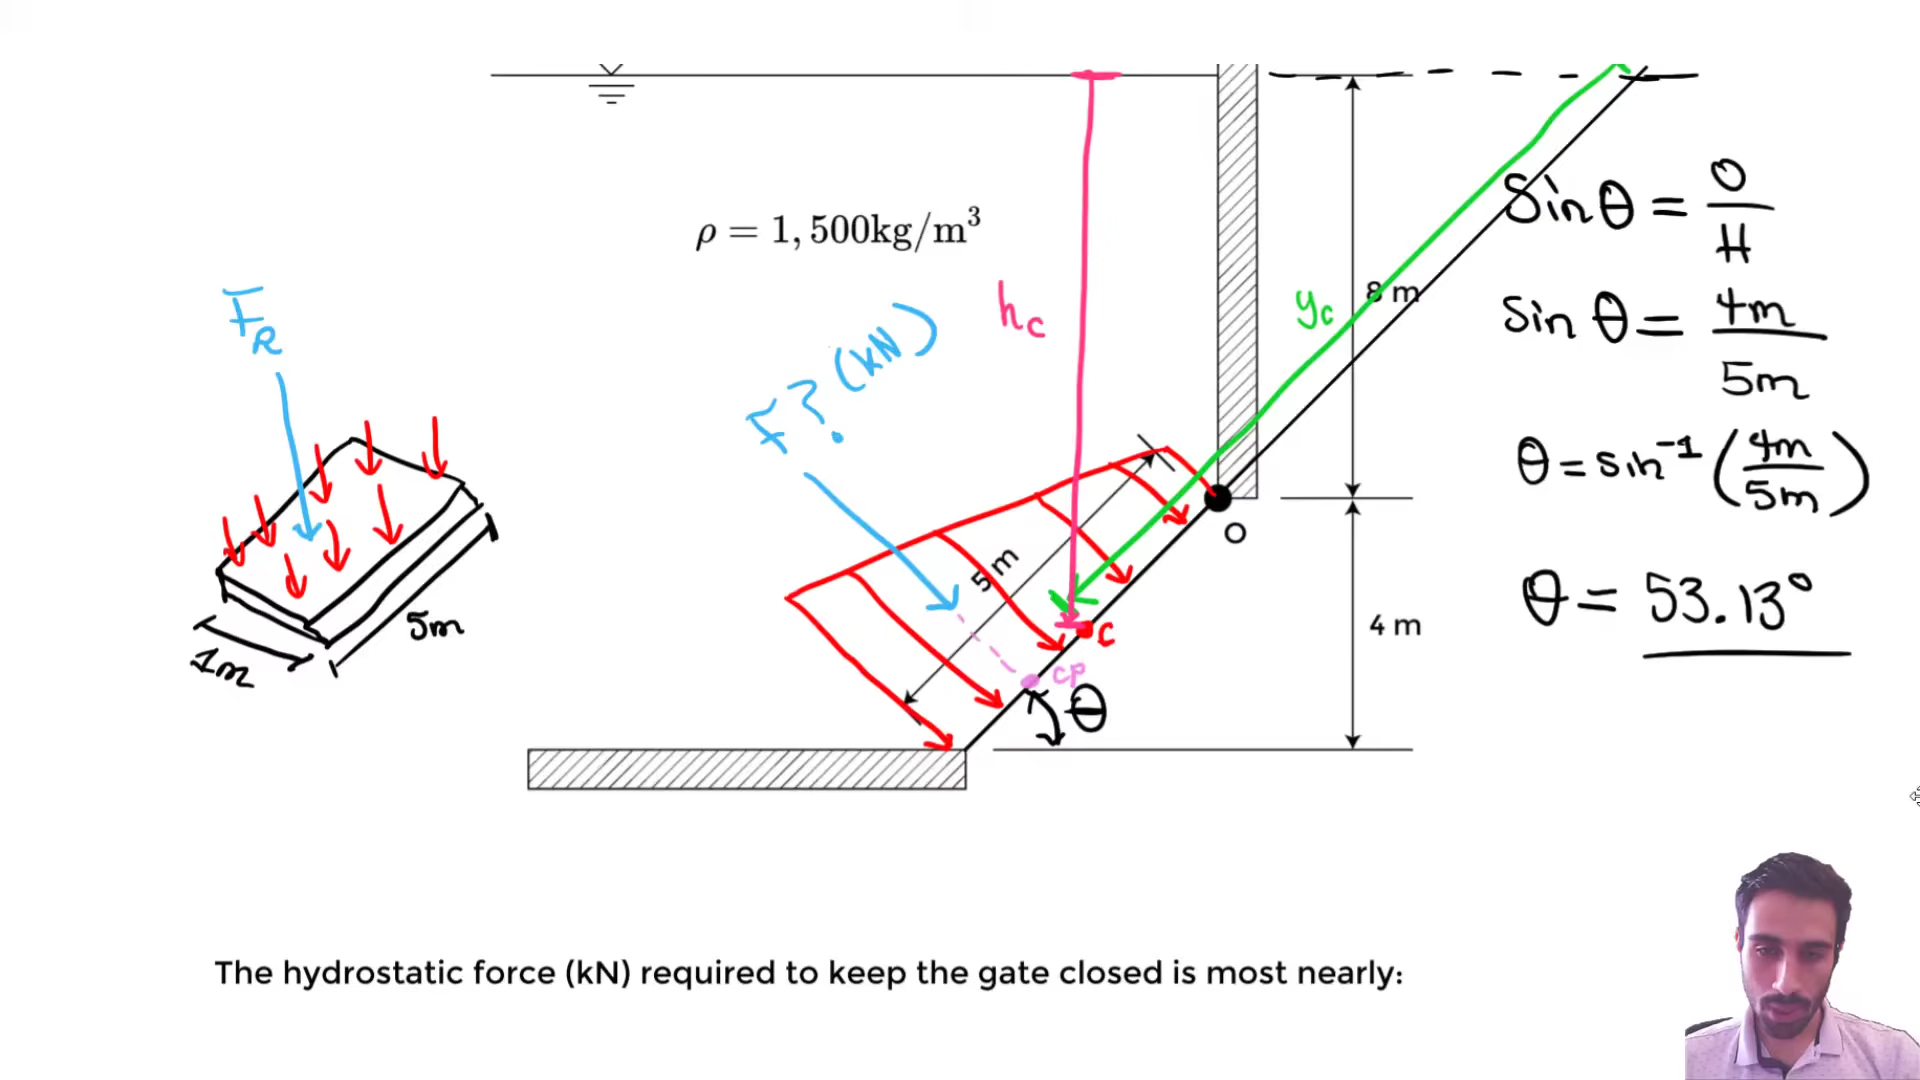 ρ = 1,500kg/m³
F_R
1m
5m
F? (kN)
h_c
y_c
8 m
5 m
O
C
CP
θ
4 m
Sinθ = O/H
Sin θ = 4m/5m
θ = sin⁻¹ (4m/5m)
θ = 53.13°
The hydrostatic force (kN) required to keep the gate closed is most nearly: